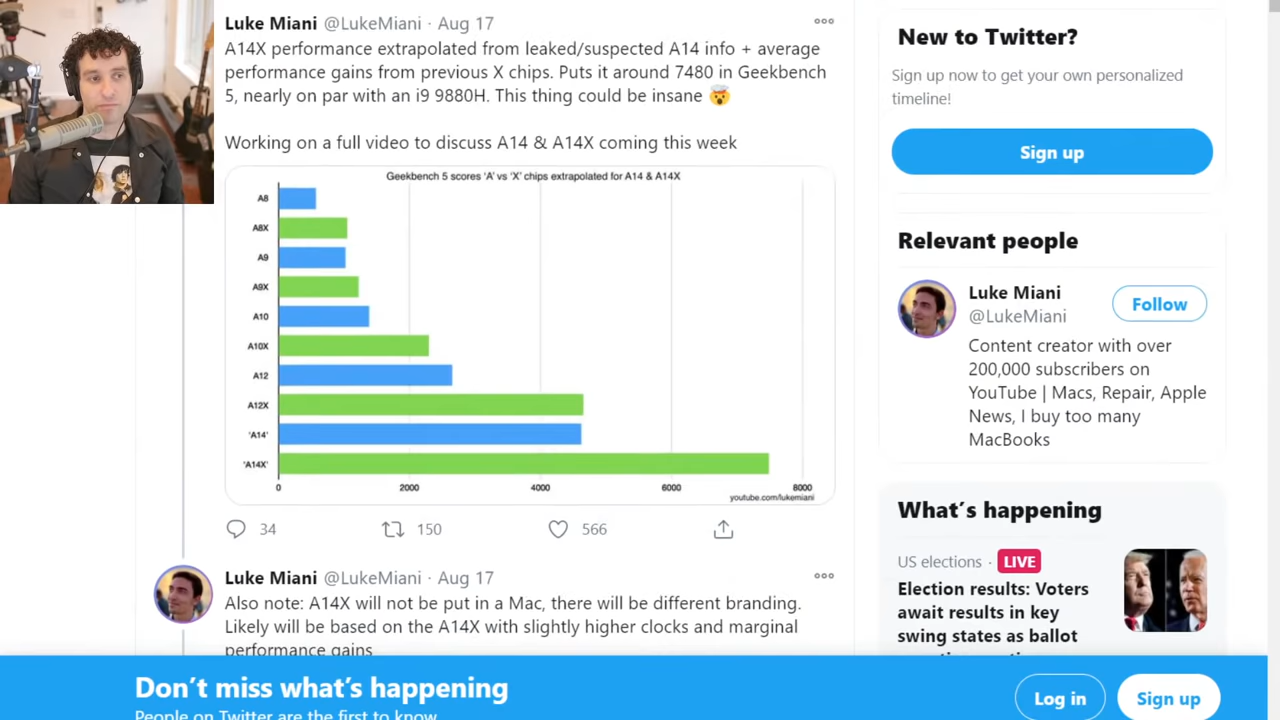 Luke Miani @LukeMiani · Aug 17
A14X performance extrapolated from leaked/suspected A14 info + average
performance gains from previous X chips. Puts it around 7480 in Geekbench
5, nearly on par with an i9 9880H. This thing could be insane 🤯
Working on a full video to discuss A14 & A14X coming this week
Geekbench 5 scores 'A' vs 'X' chips extrapolated for A14 & A14X
A8
A8X
A9
A9X
A10
A10X
A12
A12X
'A14'
'A14X'
0 2000 4000 6000 8000
youtube.com/lukemiani
34 150 566
Luke Miani @LukeMiani · Aug 17
Also note: A14X will not be put in a Mac, there will be different branding.
Likely will be based on the A14X with slightly higher clocks and marginal
performance gains
New to Twitter?
Sign up now to get your own personalized
timeline!
Sign up
Relevant people
Luke Miani
@LukeMiani
Follow
Content creator with over
200,000 subscribers on
YouTube | Macs, Repair, Apple
News, I buy too many
MacBooks
What's happening
US elections · LIVE
Election results: Voters
await results in key
swing states as ballot
Don't miss what's happening
People on Twitter are the first to know.
Log in
Sign up